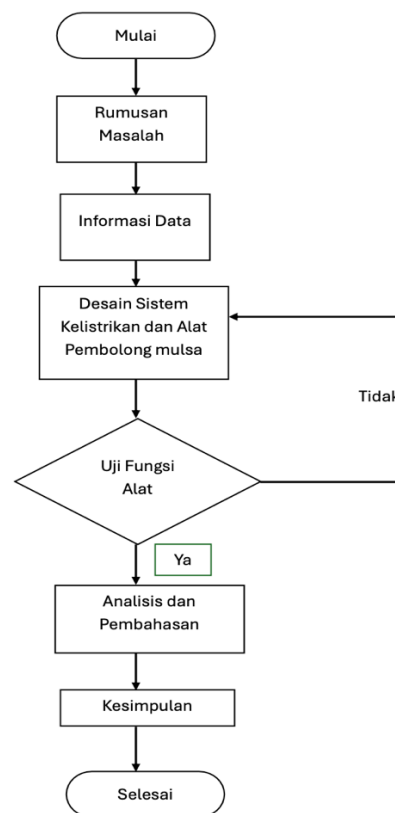 Mulai
Rumusan
Masalah
Informasi Data
Desain Sistem
Kelistrikan dan Alat
Pembolong mulsa
Tidak
Uji Fungsi
Alat
Ya
Analisis dan
Pembahasan
Kesimpulan
Selesai